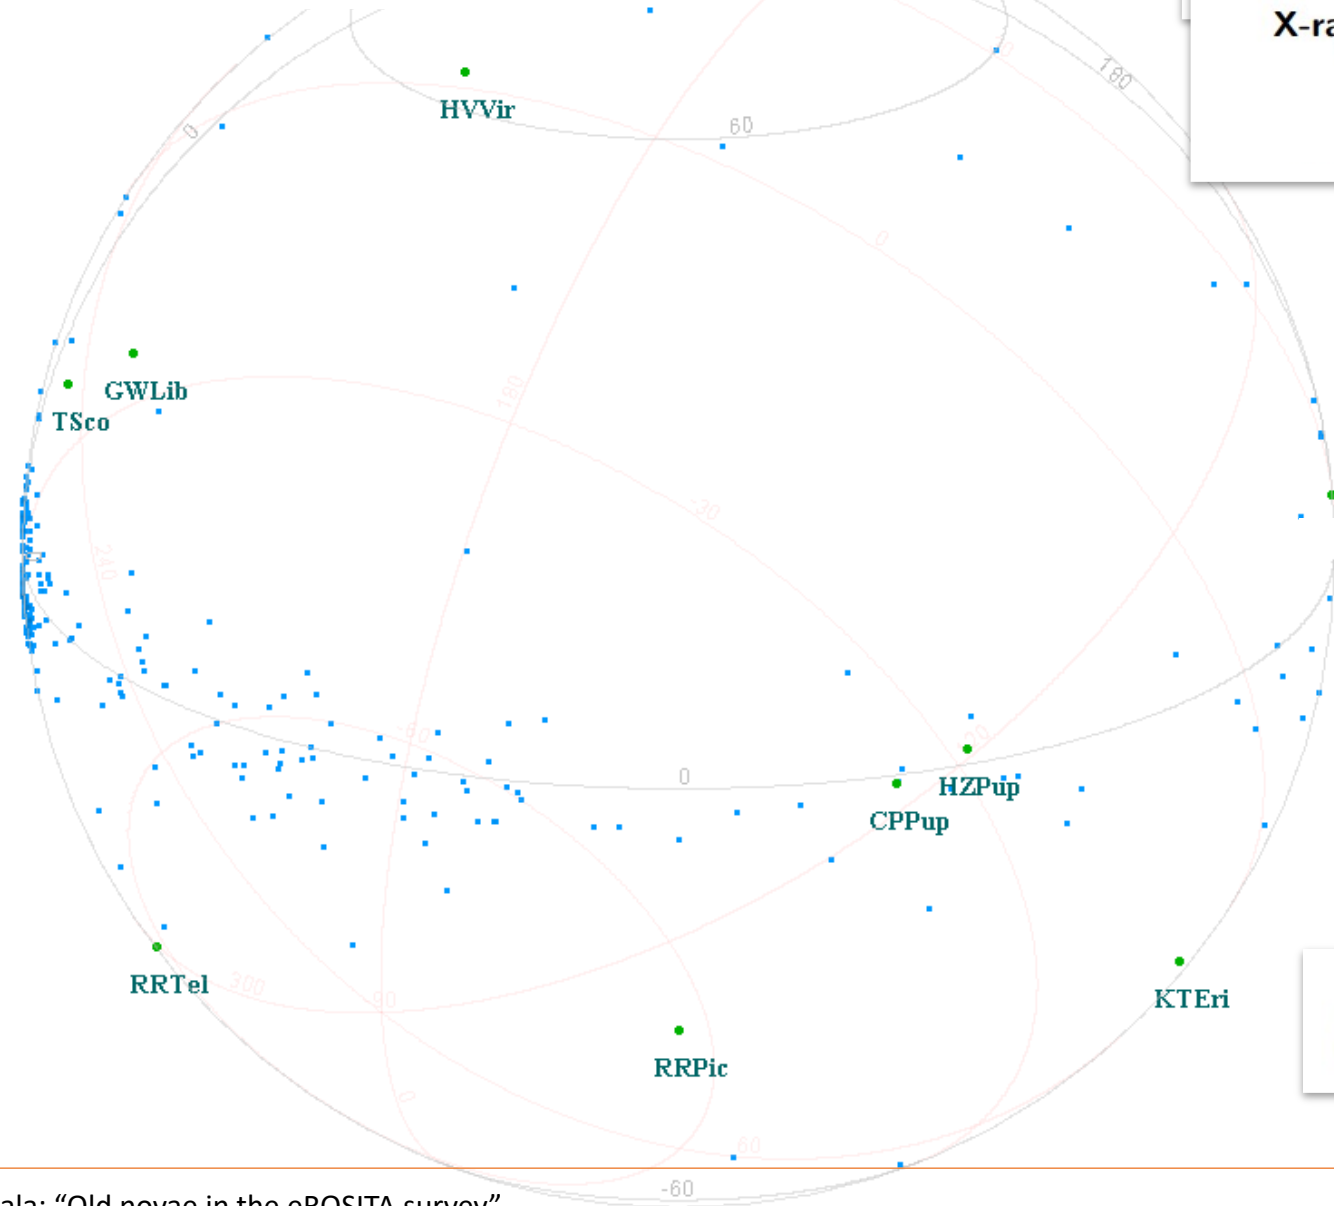 X-ra
180
HVVir
60
0
0
180
GWLib
TSco
-30
240
-60
0
HZPup
CPPup
RRTel
300
90
KTEri
RRPic
0
60
-60
ala: “Old novae in the eROSITA survey”